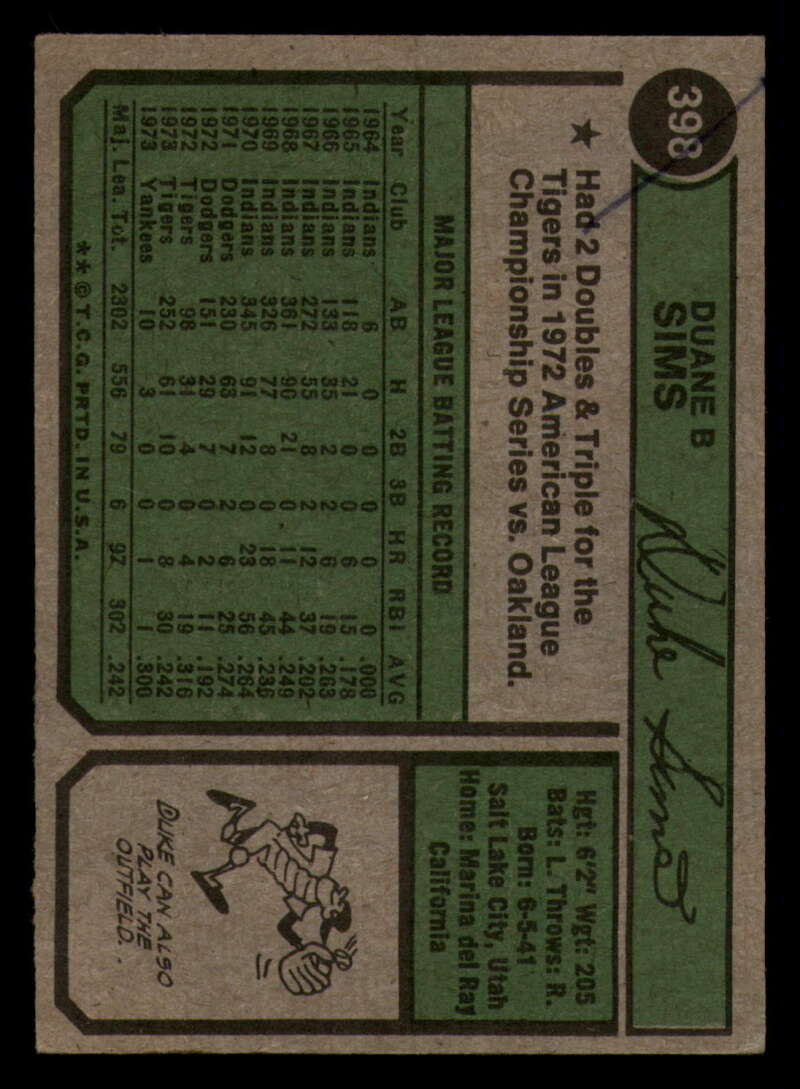 398
DUANE B
SIMS
Duke Sims
★ Had 2 Doubles & Triple for the
Tigers in 1972 American League
Championship Series vs. Oakland.
MAJOR LEAGUE BATTING RECORD
Year Club AB H 2B 3B HR RBI AVG
1964 Indians 6 0 0 0 0 0 .000
1965 Indians 118 21 0 0 6 15 .178
1966 Indians 133 35 2 2 6 19 .263
1967 Indians 272 55 8 2 12 37 .202
1968 Indians 361 90 21 0 11 44 .249
1969 Indians 326 77 8 0 18 45 .236
1970 Indians 345 91 12 0 23 56 .264
1971 Dodgers 230 63 7 2 6 25 .274
1972 Dodgers 151 29 7 0 2 11 .192
1972 Tigers 98 31 4 0 4 19 .316
1973 Tigers 252 61 10 0 8 30 .242
1973 Yankees 10 3 0 0 1 1 .300
Maj. Lea. Tot. 2302 556 79 6 97 302 .242
**©T.C.G. PRTD. IN U.S.A.
Hgt: 6'2" Wgt: 205
Bats: L. Throws: R.
Born: 6-5-41
Salt Lake City, Utah
Home: Marina del Ray
California
DUKE CAN ALSO
PLAY THE
OUTFIELD.